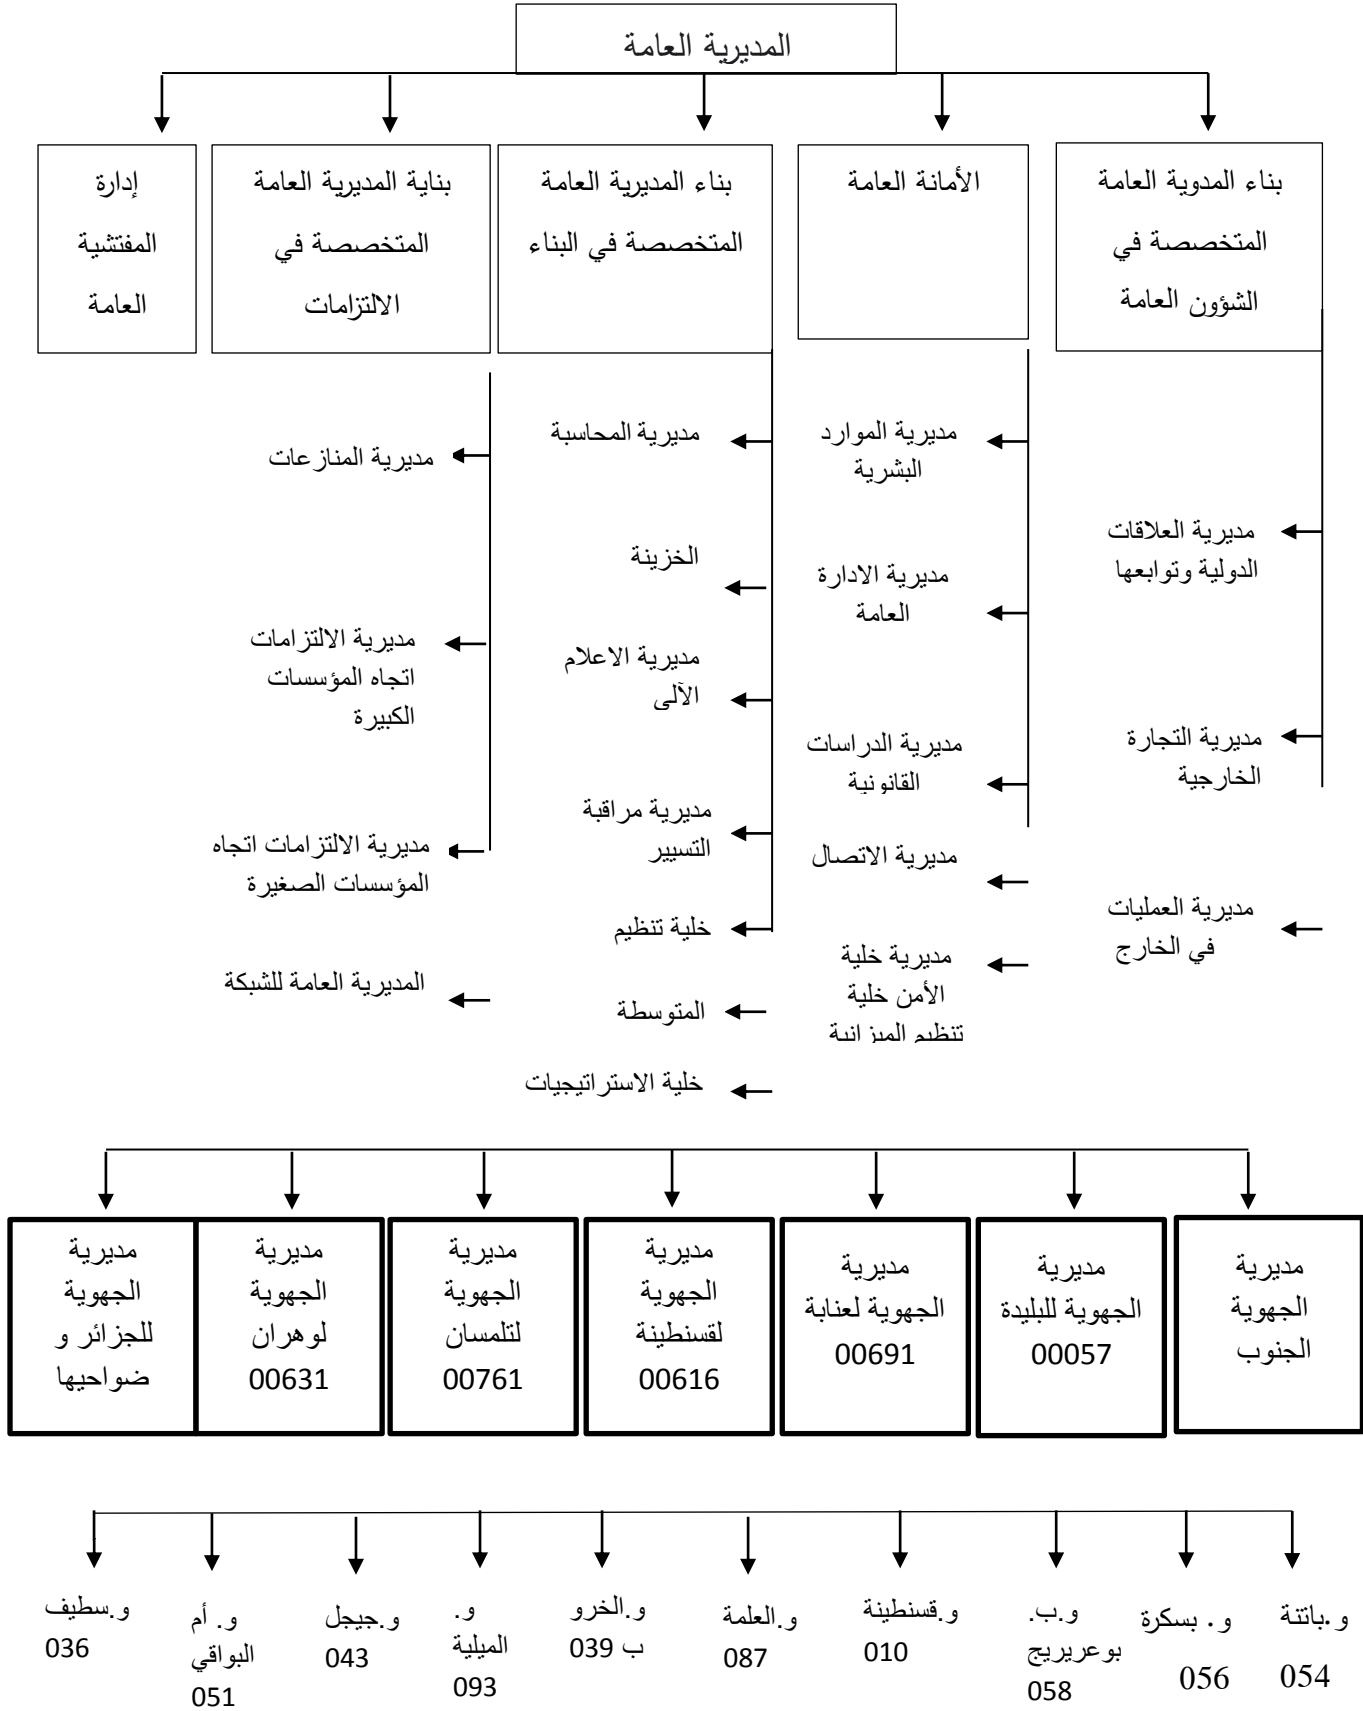 المديرية العامة
بناء المدوية العامة
المتخصصة في
الشؤون العامة
الأمانة العامة
بناء المديرية العامة
المتخصصة في البناء
بناية المديرية العامة
المتخصصة في
الالتزامات
إدارة
المفتشية
العامة
مديرية العلاقات
الدولية وتوابعها
مديرية التجارة
الخارجية
مديرية العمليات
في الخارج
مديرية الموارد
البشرية
مديرية الادارة
العامة
مديرية الدراسات
القانونية
مديرية الاتصال
مديرية خلية
الأمن خلية
تنظيم الميزانية
مديرية المحاسبة
الخزينة
مديرية الاعلام
الآلى
مديرية مراقبة
التسيير
خلية تنظيم
المتوسطة
خلية الاستراتيجيات
مديرية المنازعات
مديرية الالتزامات
اتجاه المؤسسات
الكبيرة
مديرية الالتزامات اتجاه
المؤسسات الصغيرة
المديرية العامة للشبكة
مديرية
الجهوية
الجنوب
مديرية
الجهوية للبليدة
00057
مديرية
الجهوية لعنابة
00691
مديرية
الجهوية
لقسنطينة
00616
مديرية
الجهوية
لتلمسان
00761
مديرية
الجهوية
لوهران
00631
مديرية
الجهوية
للجزائر و
ضواحيها
و.باتنة
054
و. بسكرة
056
و.ب.
بوعريريج
058
و.قسنطينة
010
و.العلمة
087
و.الخرو
ب 039
و.
الميلية
093
و.جيجل
043
و. أم
البواقي
051
و.سطيف
036